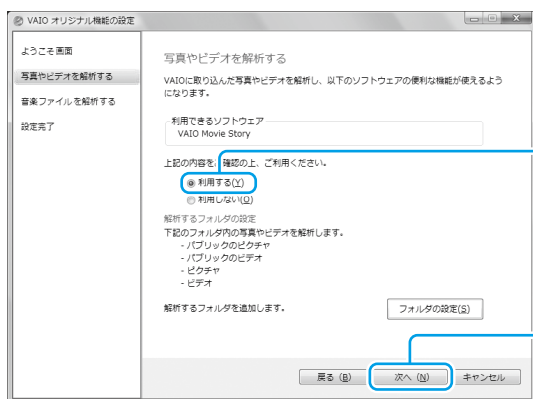 VAIO オリジナル機能の設定
ようこそ画面
写真やビデオを解析する
音楽ファイルを解析する
設定完了
写真やビデオを解析する
VAIOに取り込んだ写真やビデオを解析し、以下のソフトウェアの便利な機能が使えるよう
になります。
利用できるソフトウェア
VAIO Movie Story
上記の内容を、確認の上、ご利用ください。
利用する(Y)
利用しない(O)
解析するフォルダの設定
下記のフォルダ内の写真やビデオを解析します。
- パブリックのピクチャ
- パブリックのビデオ
- ピクチャ
- ビデオ
解析するフォルダを追加します。
フォルダの設定(S)
戻る (B)
次へ (N)
キャンセル